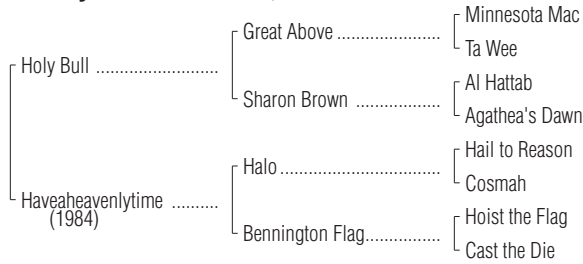 Minnesota Mac
Great Above ......................
Ta Wee
Holy Bull ..........................
Al Hattab
Sharon Brown ..................
Agathea's Dawn
Hail to Reason
Halo..................................
Cosmah
Haveaheavenlytime ..........
(1984)
Hoist the Flag
Bennington Flag................
Cast the Die